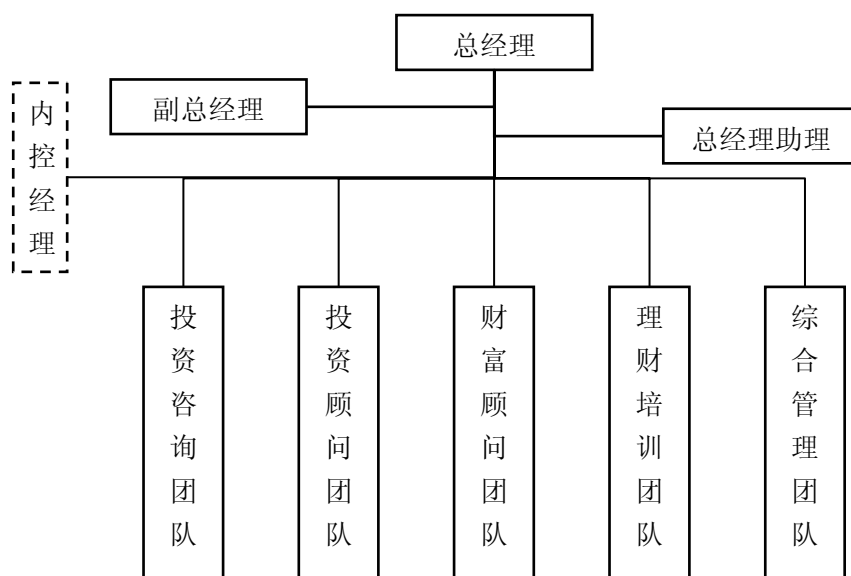 总经理
副总经理
总经理助理
内控经理
投资咨询团队
投资顾问团队
财富顾问团队
理财培训团队
综合管理团队